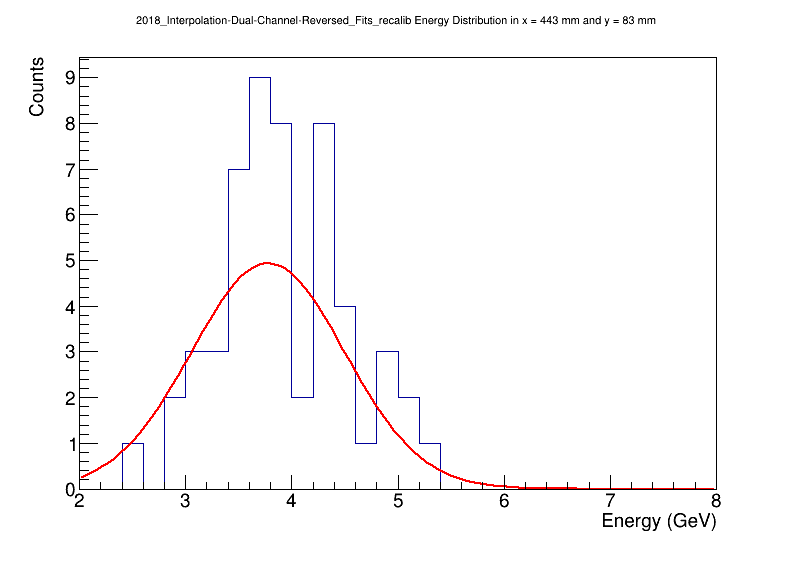 2018_Interpolation-Dual-Channel-Reversed_Fits_recalib Energy Distribution in x = 443 mm and y = 83 mm
Counts
9
8
7
6
5
4
3
2
1
0
2 3 4 5 6 7 8
Energy (GeV)